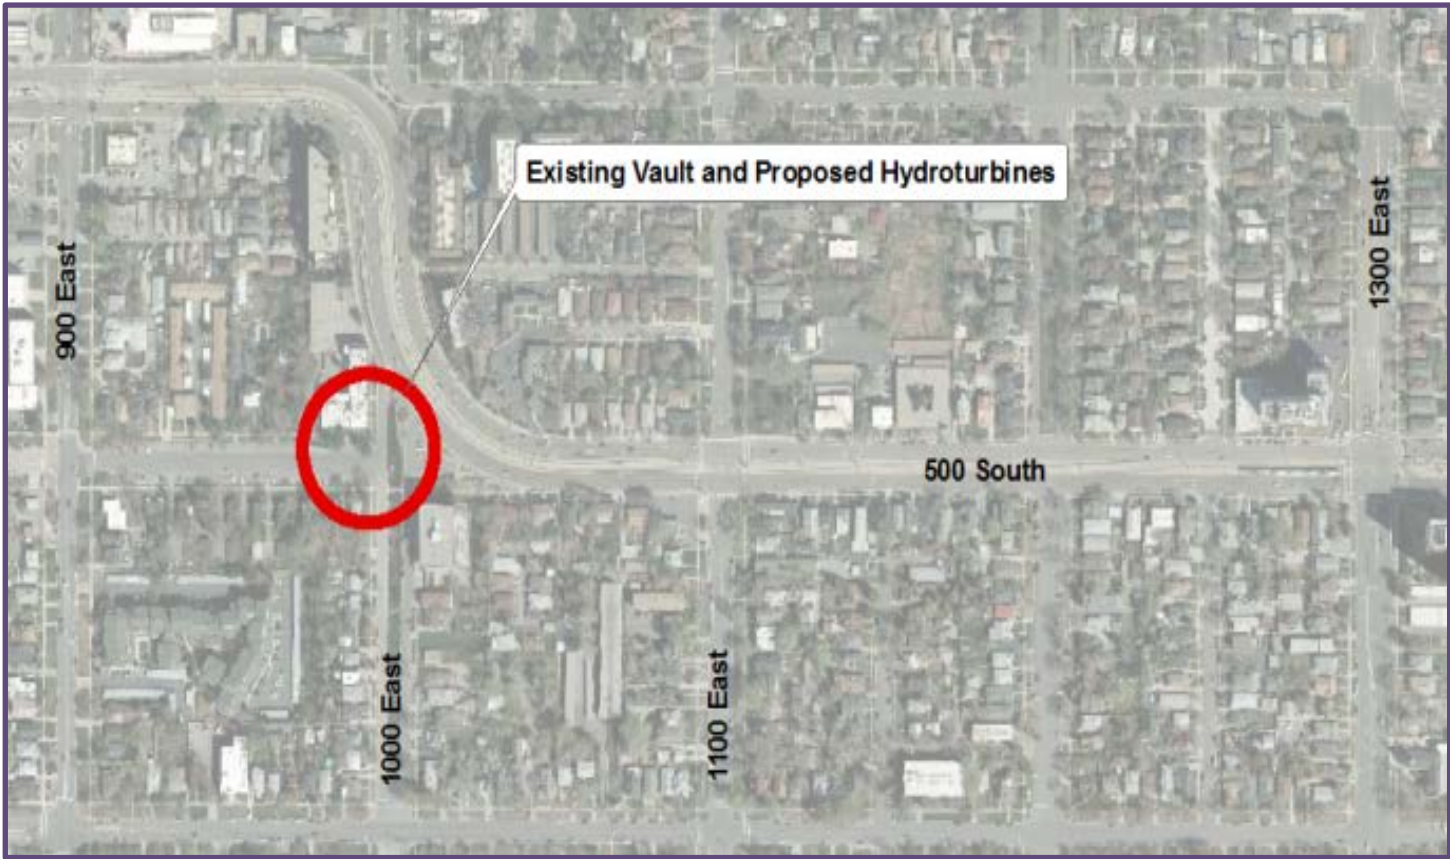 Existing Vault and Proposed Hydroturbines
900 East
1300 East
500 South
1000 East
1100 East